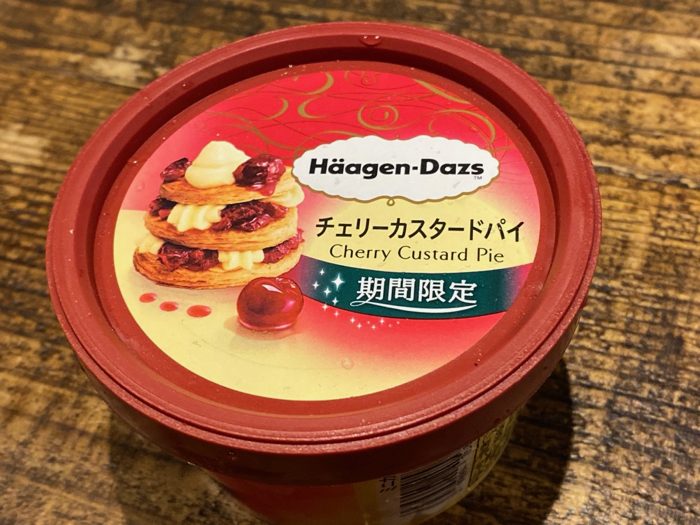 Häagen-Dazs
TM
チェリーカスタードパイ
Cherry Custard Pie
期間限定